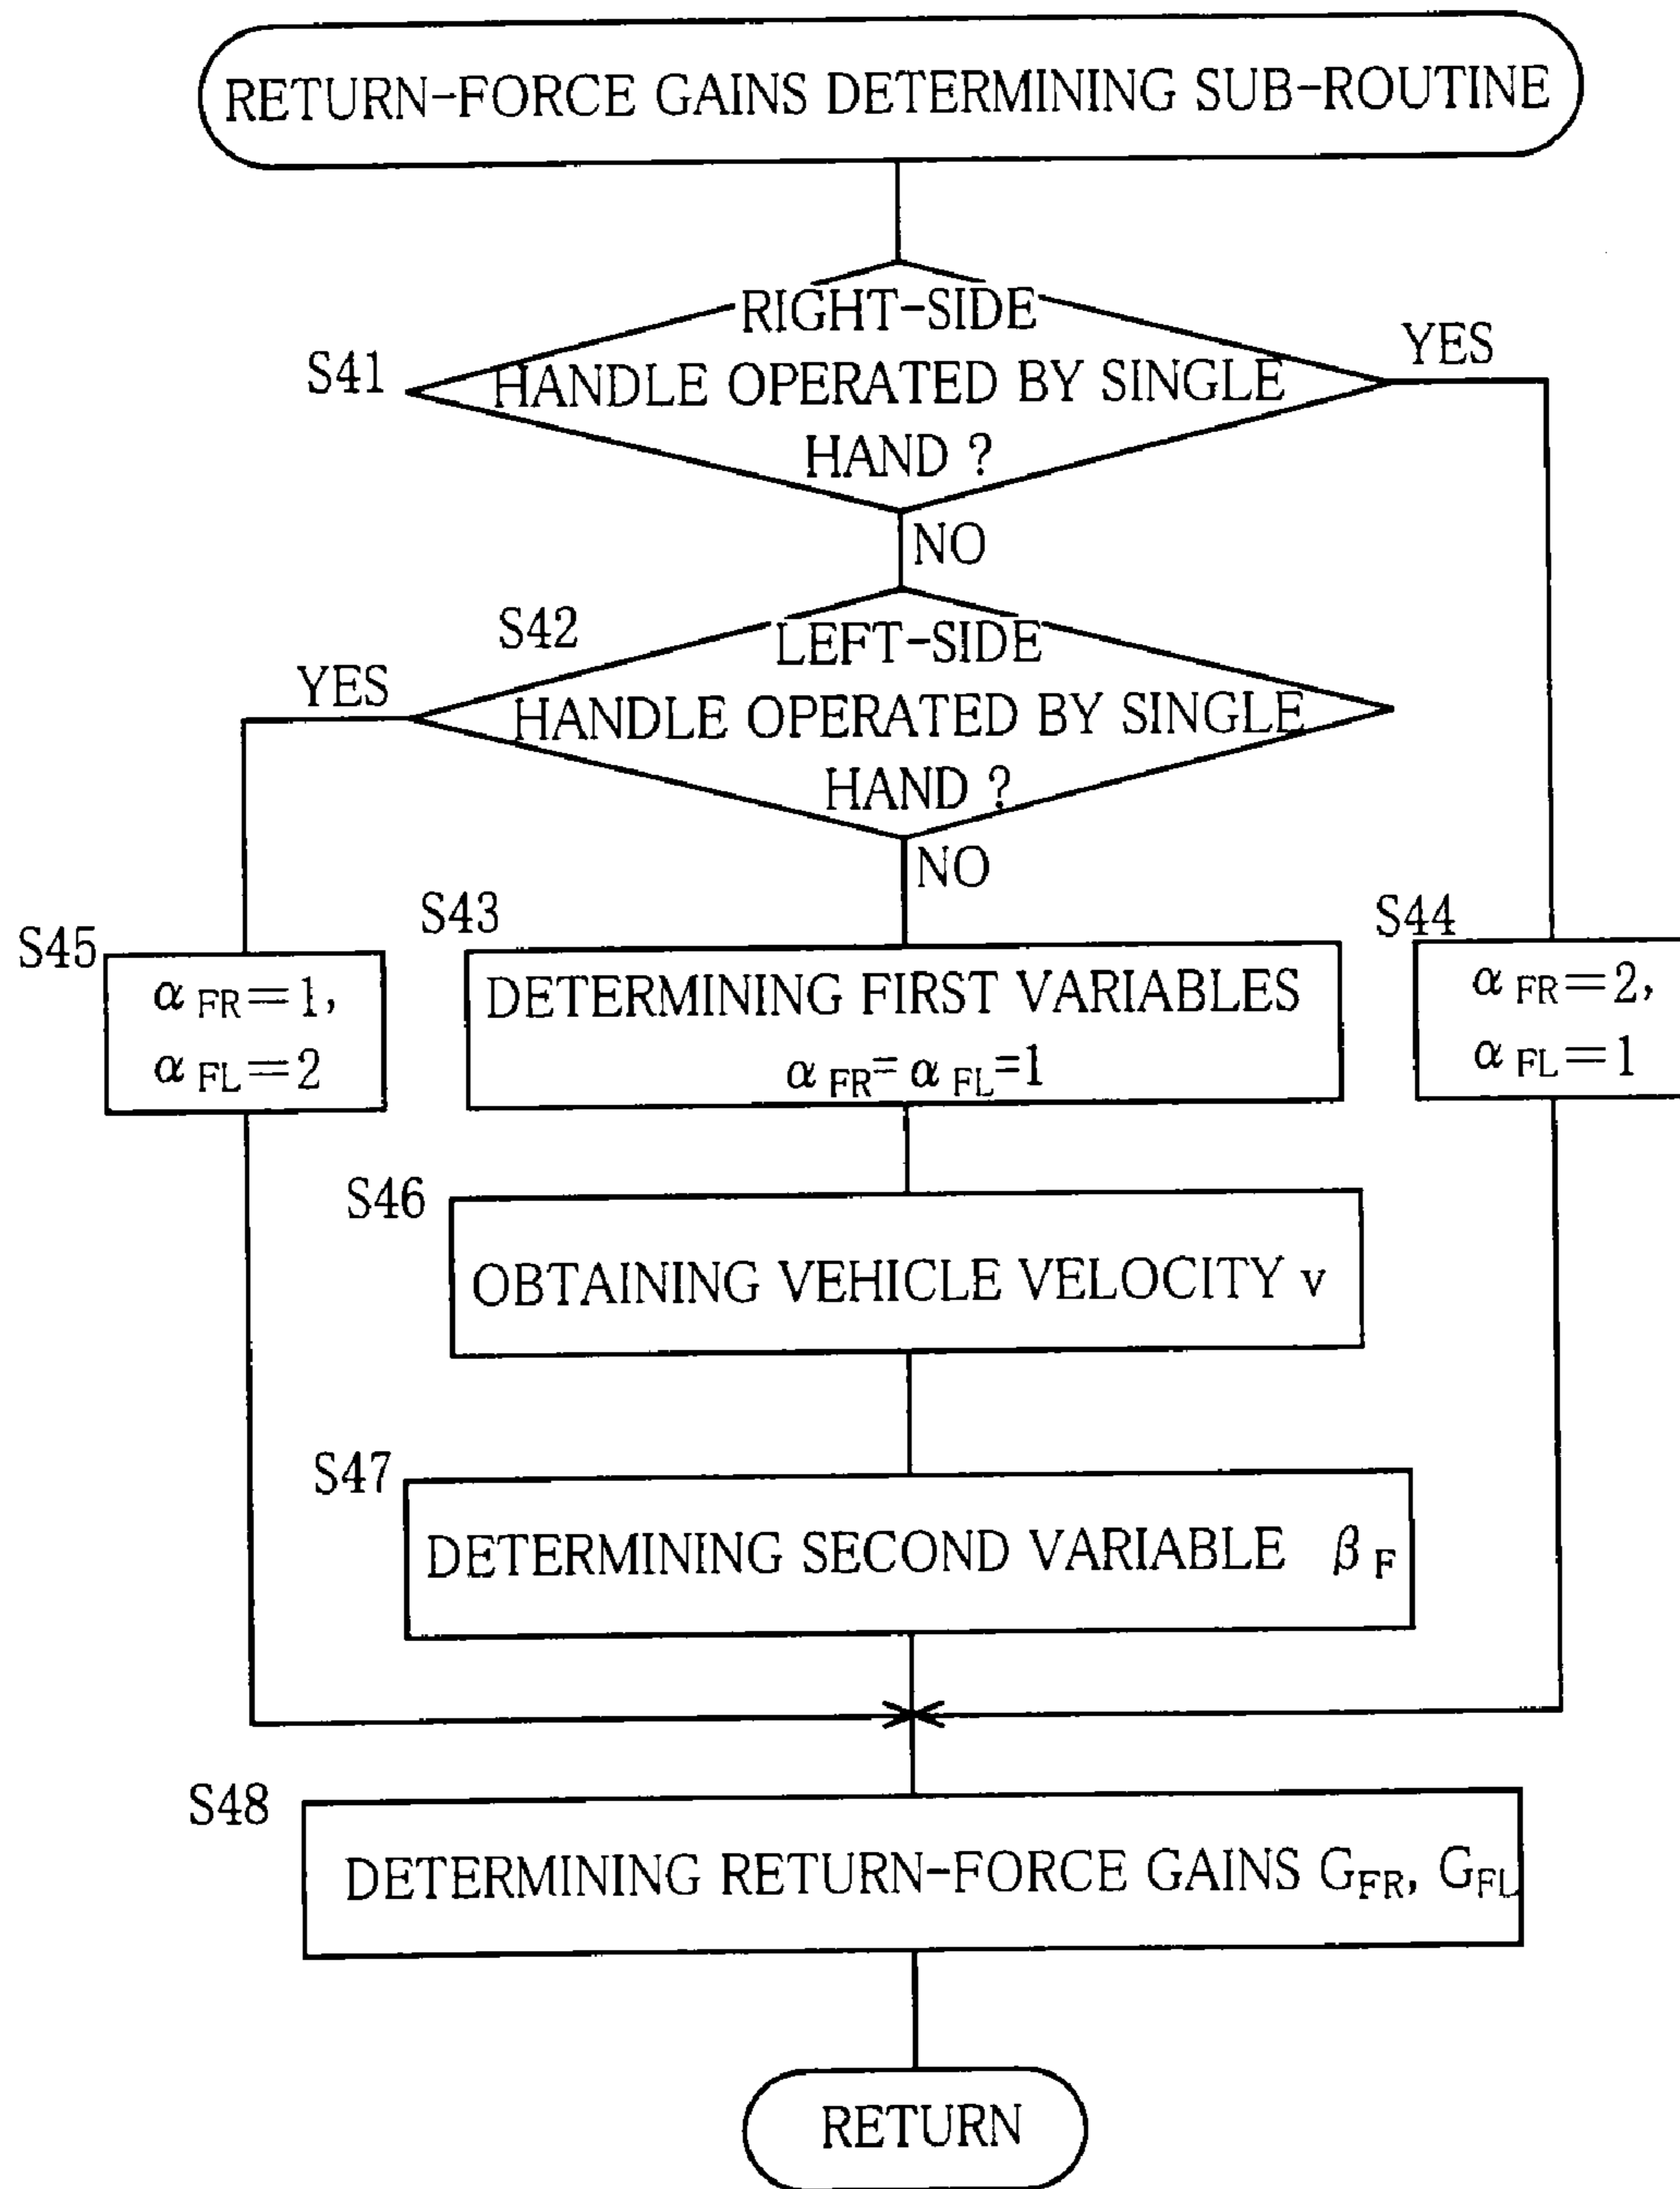 RETURN-FORCE GAINS DETERMINING SUB-ROUTINE
S41
RIGHT-SIDE
HANDLE OPERATED BY SINGLE
HAND ?
YES
NO
S42
LEFT-SIDE
HANDLE OPERATED BY SINGLE
HAND ?
YES
NO
S45
α FR=1,
α FL=2
S43
DETERMINING FIRST VARIABLES
α FR= α FL=1
S44
α FR=2,
α FL=1
S46
OBTAINING VEHICLE VELOCITY v
S47
DETERMINING SECOND VARIABLE β F
S48
DETERMINING RETURN-FORCE GAINS GFR, GFL
RETURN